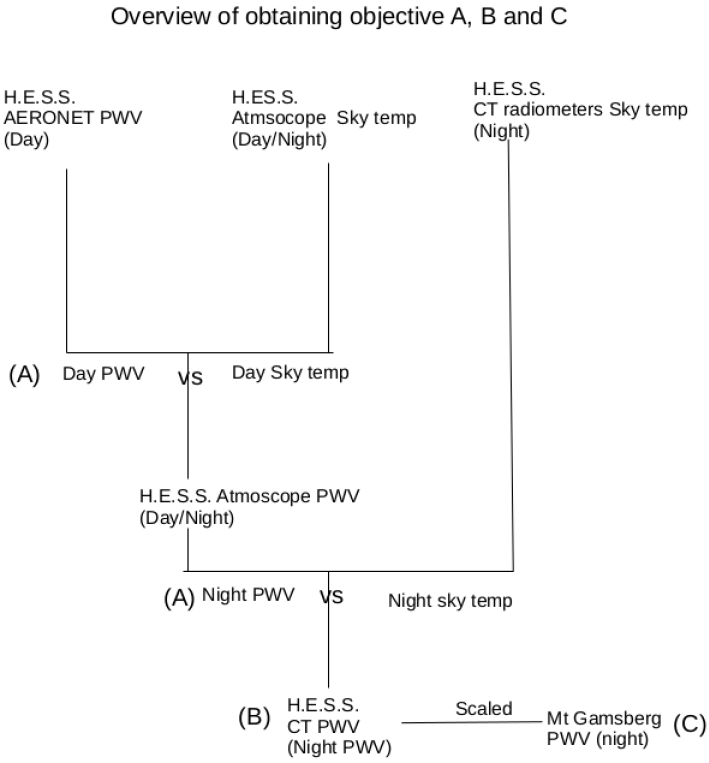 Overview of obtaining objective A, B and C
H.E.S.S.
AERONET PWV
(Day)
H.ES.S.
Atmsocope Sky temp
(Day/Night)
H.E.S.S.
CT radiometers Sky temp
(Night)
(A) Day PWV vs Day Sky temp
H.E.S.S. Atmoscope PWV
(Day/Night)
(A) Night PWV vs Night sky temp
(B) H.E.S.S.
CT PWV
(Night PWV)
Scaled
Mt Gamsberg
PWV (night)
(C)